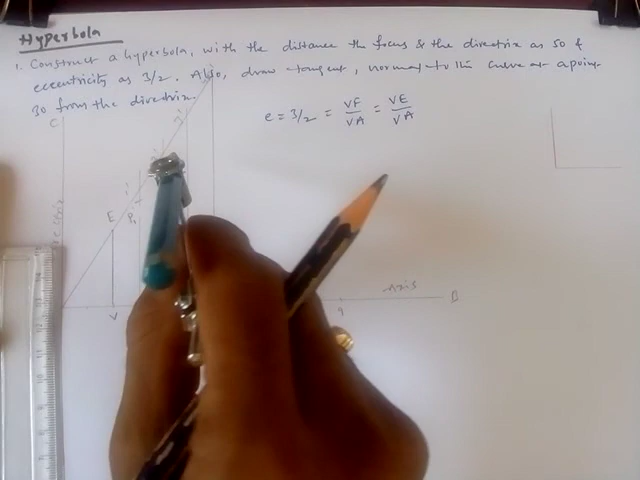 Hyperbola
1. Construct a hyperbola, with the distance the focus & the directrix as 50 &
eccentricity as 3/2. Also, draw tangent, normal to the curve at a point
30 from the directrix.
e = 3/2 = VF/VA = VE/VA
C
E
P1
V
Axis
B